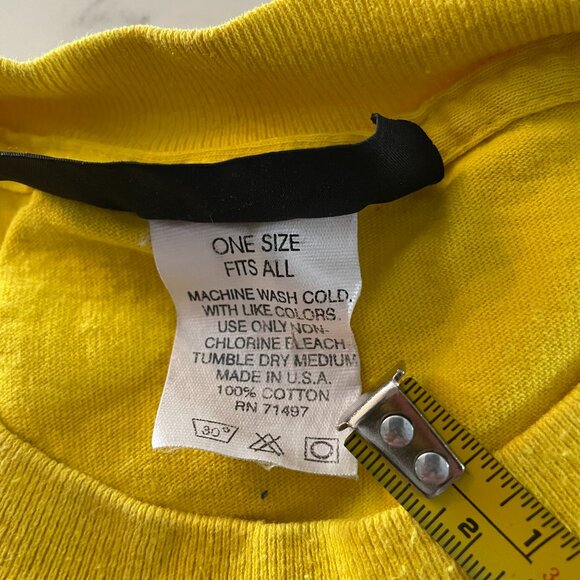 ONE SIZE
FITS ALL
MACHINE WASH COLD.
WITH LIKE COLORS.
USE ONLY NON-
CHLORINE BLEACH
TUMBLE DRY MEDIUM
MADE IN U.S.A.
100% COTTON
RN 71497
30°
1
2
3